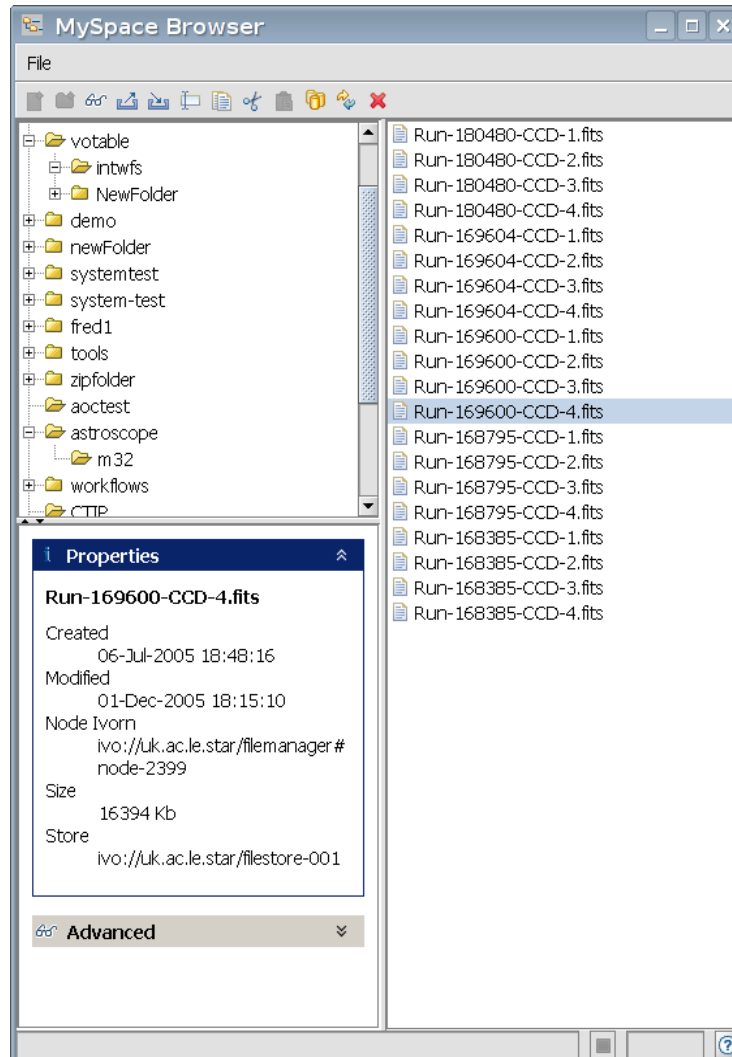 MySpace Browser
File
votable
intwfs
NewFolder
demo
newFolder
systemtest
system-test
fred1
tools
zipfolder
aoctest
astroscope
m32
workflows
Properties
Run-169600-CCD-4.fits
Created
06-Jul-2005 18:48:16
Modified
01-Dec-2005 18:15:10
Node Ivorn
ivo://uk.ac.le.star/filemanager#
node-2399
Size
16394 Kb
Store
ivo://uk.ac.le.star/filestore-001
Advanced
Run-180480-CCD-1.fits
Run-180480-CCD-2.fits
Run-180480-CCD-3.fits
Run-180480-CCD-4.fits
Run-169604-CCD-1.fits
Run-169604-CCD-2.fits
Run-169604-CCD-3.fits
Run-169604-CCD-4.fits
Run-169600-CCD-1.fits
Run-169600-CCD-2.fits
Run-169600-CCD-3.fits
Run-169600-CCD-4.fits
Run-168795-CCD-1.fits
Run-168795-CCD-2.fits
Run-168795-CCD-3.fits
Run-168795-CCD-4.fits
Run-168385-CCD-1.fits
Run-168385-CCD-2.fits
Run-168385-CCD-3.fits
Run-168385-CCD-4.fits